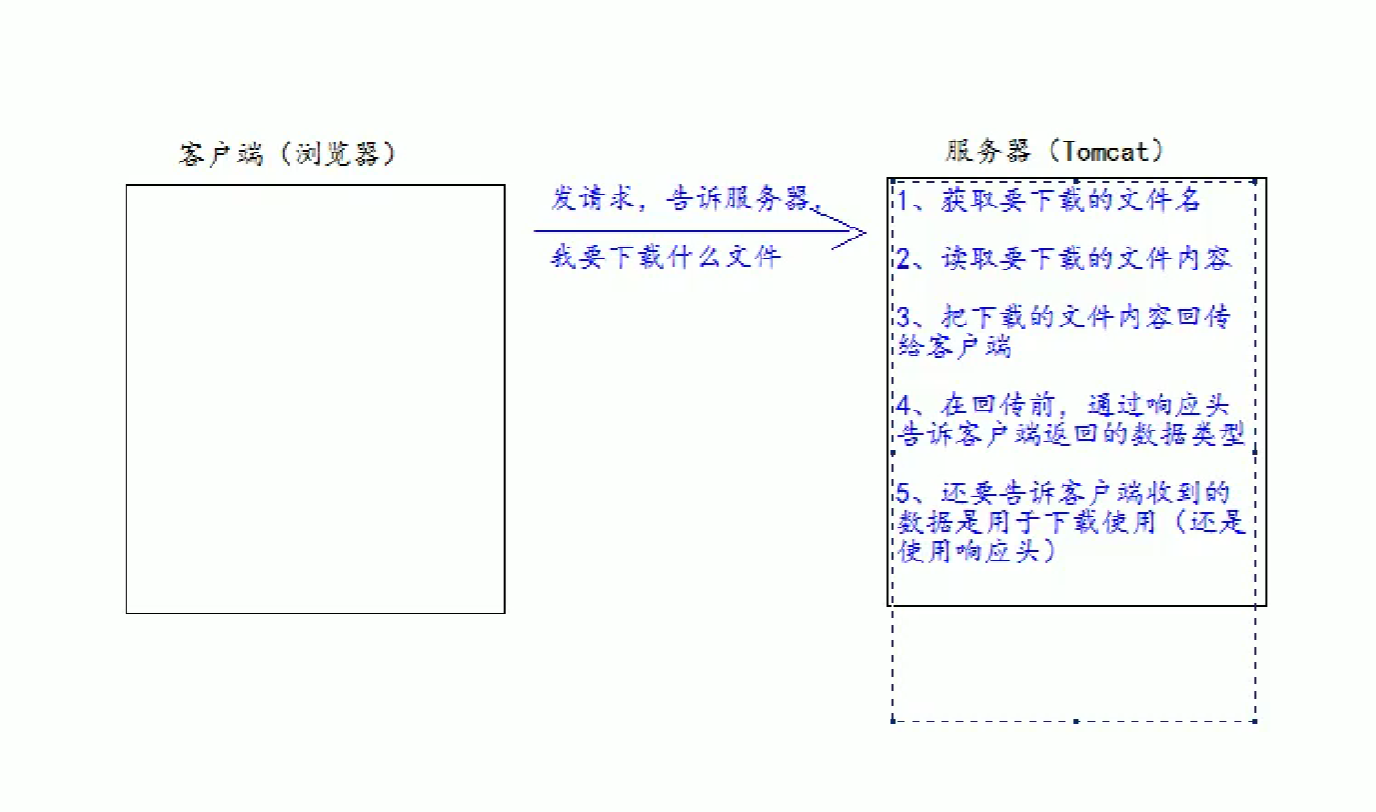 客户端（浏览器）
服务器（Tomcat）
发请求，告诉服务器，
我要下载什么文件
1、获取要下载的文件名
2、读取要下载的文件内容
3、把下载的文件内容回传
给客户端
4、在回传前，通过响应头
告诉客户端返回的数据类型
5、还要告诉客户端收到的
数据是用于下载使用（还是
使用响应头）